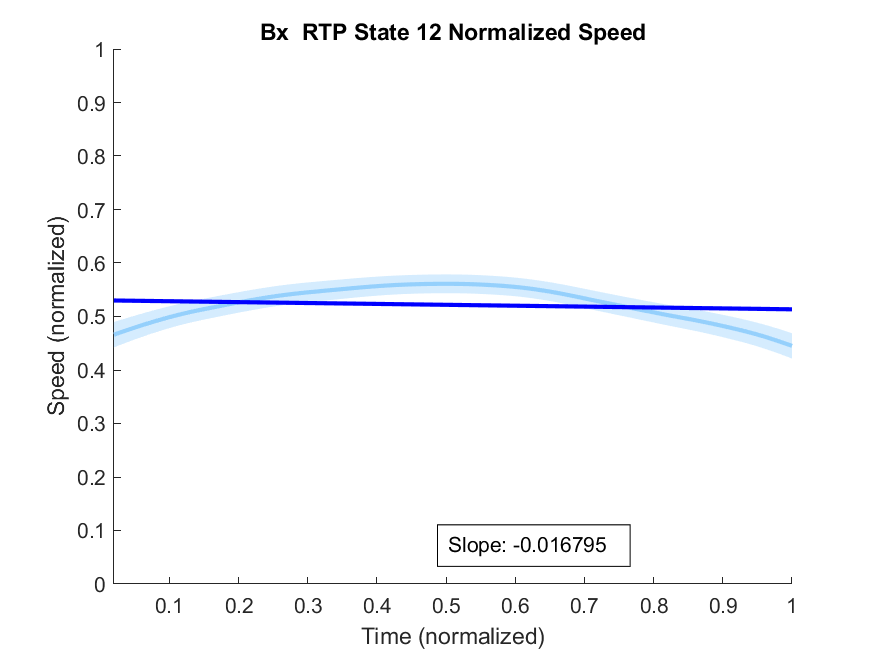 Bx  RTP State 12 Normalized Speed
1
0.9
0.8
0.7
0.6
0.5
0.4
0.3
0.2
0.1
0
Speed (normalized)
Slope: -0.016795
0.1 0.2 0.3 0.4 0.5 0.6 0.7 0.8 0.9 1
Time (normalized)